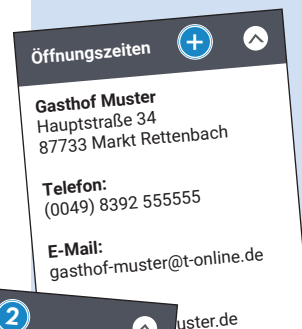 Öffnungszeiten
Gasthof Muster
Hauptstraße 34
87733 Markt Rettenbach
Telefon:
(0049) 8392 555555
E-Mail:
gasthof-muster@t-online.de
uster.de
2